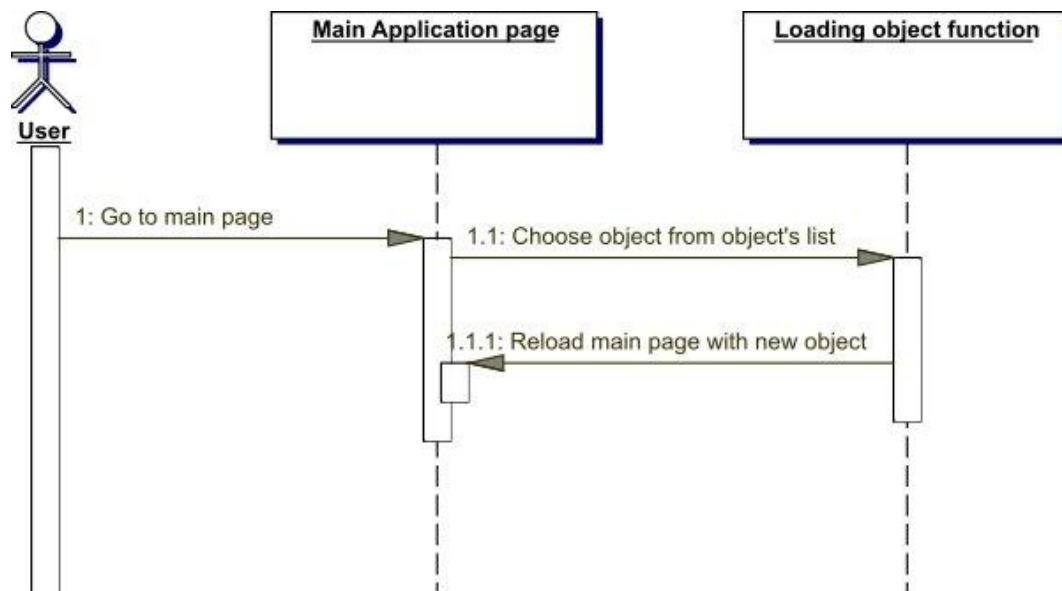 Main Application page
Loading object function
User
1: Go to main page
1.1: Choose object from object's list
1.1.1: Reload main page with new object